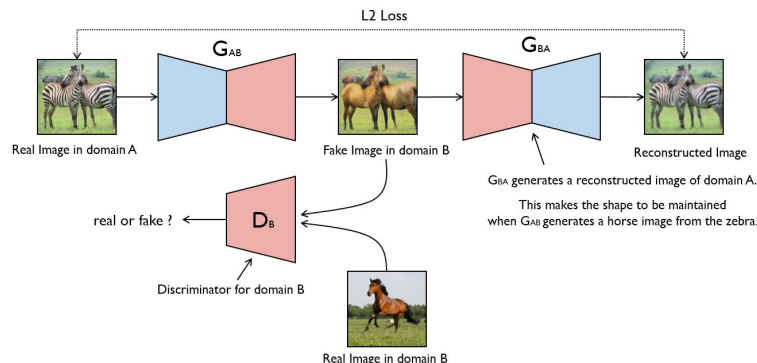 L2 Loss
GAB
GBA
Real Image in domain A
Fake Image in domain B
Reconstructed Image
GBA generates a reconstructed image of domain A.
This makes the shape to be maintained
when GAB generates a horse image from the zebra.
real or fake ?
DB
Discriminator for domain B
Real Image in domain B